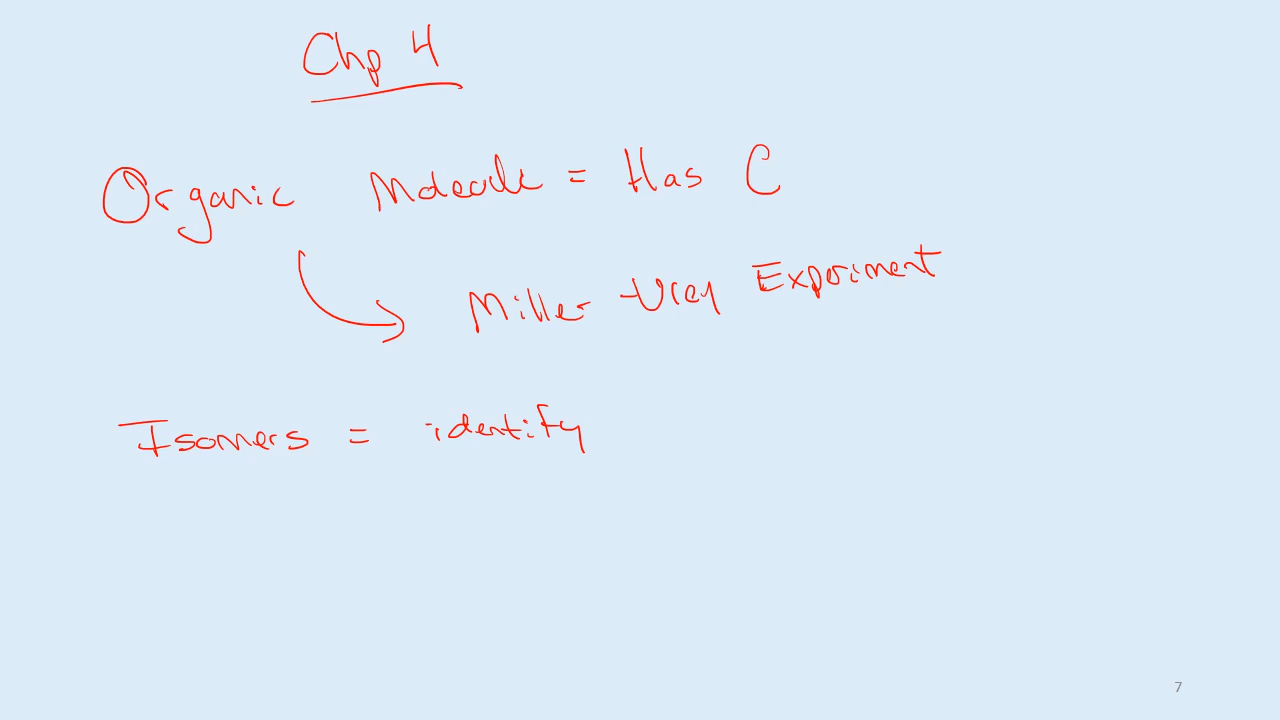 Chp 4
Organic Molecule = Has C
Miller-Urey Experiment
Isomers = identify
7